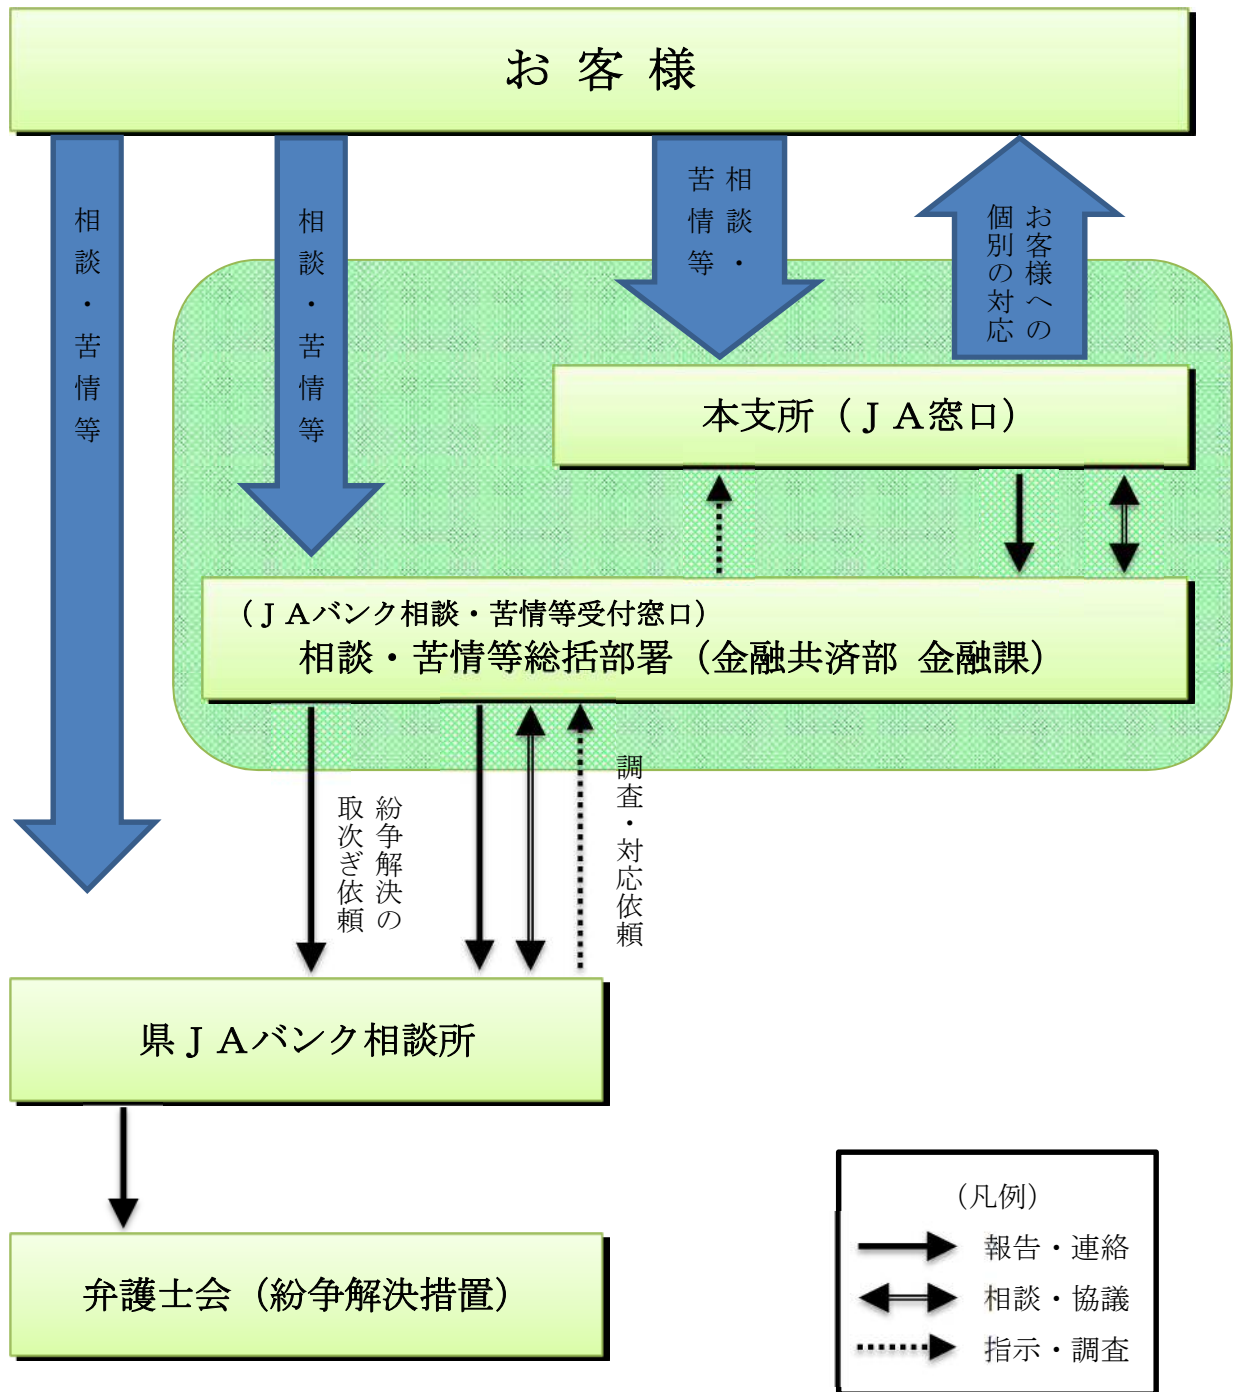 お 客 様
相談・苦情等
相談・苦情等
相談・
苦情等
お客様への
個別の対応
本支所（ＪＡ窓口）
（ＪＡバンク相談・苦情等受付窓口）
相談・苦情等総括部署（金融共済部 金融課）
紛争解決の
取次ぎ依頼
調査・対応依頼
県ＪＡバンク相談所
弁護士会（紛争解決措置）
（凡例）
報告・連絡
相談・協議
指示・調査